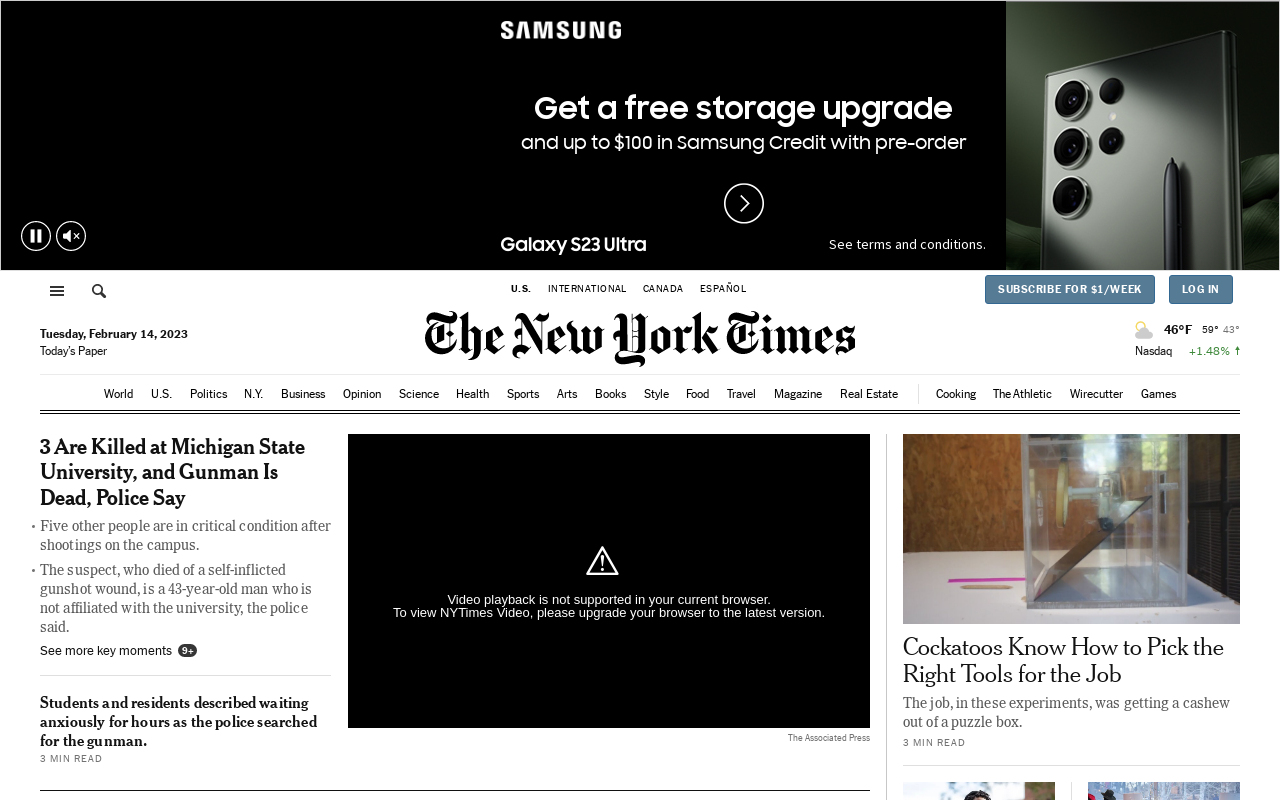 SAMSUNG
Get a free storage upgrade
and up to $100 in Samsung Credit with pre-order
Galaxy S23 Ultra
See terms and conditions.
U.S. INTERNATIONAL CANADA ESPAÑOL
SUBSCRIBE FOR $1/WEEK
LOG IN
Tuesday, February 14, 2023
Today's Paper
The New York Times
46°F 59° 43°
Nasdaq +1.48%
World U.S. Politics N.Y. Business Opinion Science Health Sports Arts Books Style Food Travel Magazine Real Estate Cooking The Athletic Wirecutter Games
3 Are Killed at Michigan State
University, and Gunman Is
Dead, Police Say
• Five other people are in critical condition after
shootings on the campus.
• The suspect, who died of a self-inflicted
gunshot wound, is a 43-year-old man who is
not affiliated with the university, the police
said.
See more key moments 9+
Students and residents described waiting
anxiously for hours as the police searched
for the gunman.
3 MIN READ
Video playback is not supported in your current browser.
To view NYTimes Video, please upgrade your browser to the latest version.
The Associated Press
Cockatoos Know How to Pick the
Right Tools for the Job
The job, in these experiments, was getting a cashew
out of a puzzle box.
3 MIN READ